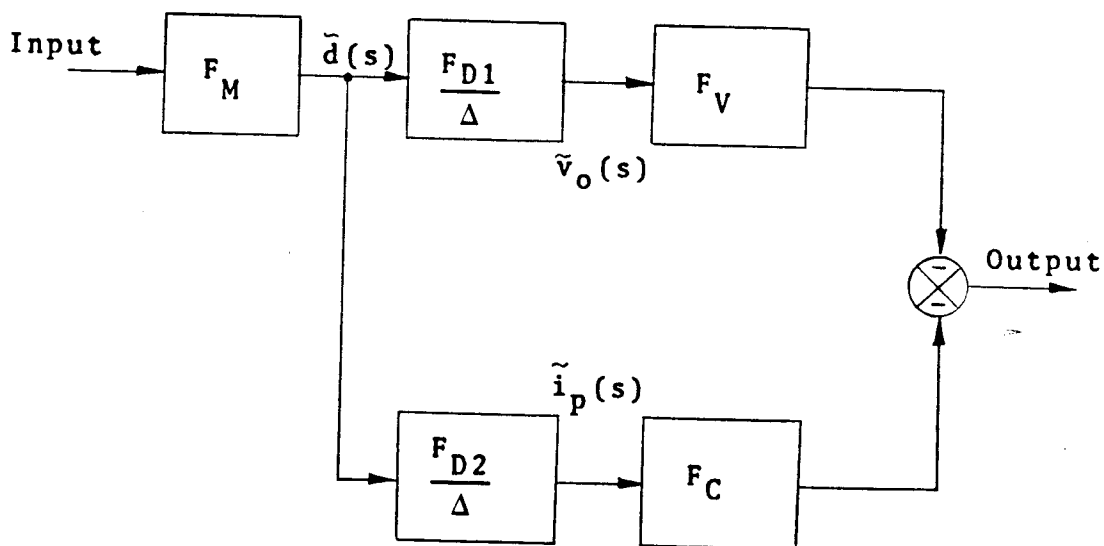 Input
F_M
d̃(s)
F_D1
Δ
F_V
ṽ_o(s)
Output
-
-
ĩ_p(s)
F_D2
Δ
F_C